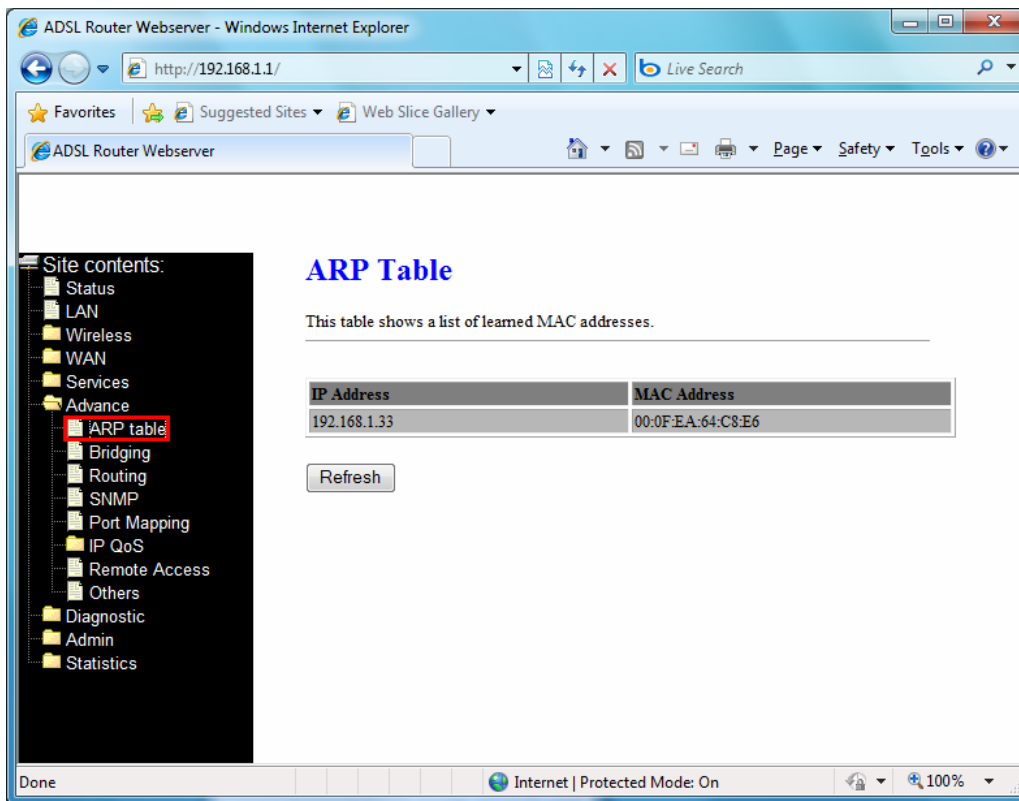 ADSL Router Webserver - Windows Internet Explorer
http://192.168.1.1/
Live Search
Favorites
Suggested Sites
Web Slice Gallery
ADSL Router Webserver
Page
Safety
Tools
Site contents:
Status
LAN
Wireless
WAN
Services
Advance
ARP table
Bridging
Routing
SNMP
Port Mapping
IP QoS
Remote Access
Others
Diagnostic
Admin
Statistics
ARP Table
This table shows a list of learned MAC addresses.
IP Address MAC Address
192.168.1.33 00:0F:EA:64:C8:E6
Refresh
Done
Internet | Protected Mode: On
100%